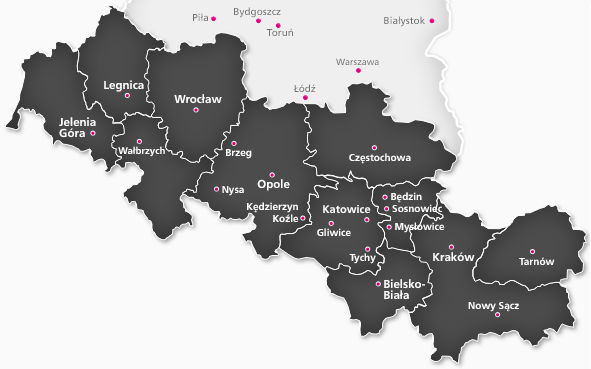 Bydgoszcz
Piła
Białystok
Toruń
Warszawa
Łódź
Legnica
Wrocław
Jelenia
Góra
Wałbrzych
Brzeg
Częstochowa
Opole
Nysa
Kędzierzyn
Koźle
Będzin
Katowice
Sosnowiec
Gliwice
Mysłowice
Tychy
Kraków
Tarnów
Bielsko-
Biała
Nowy Sącz